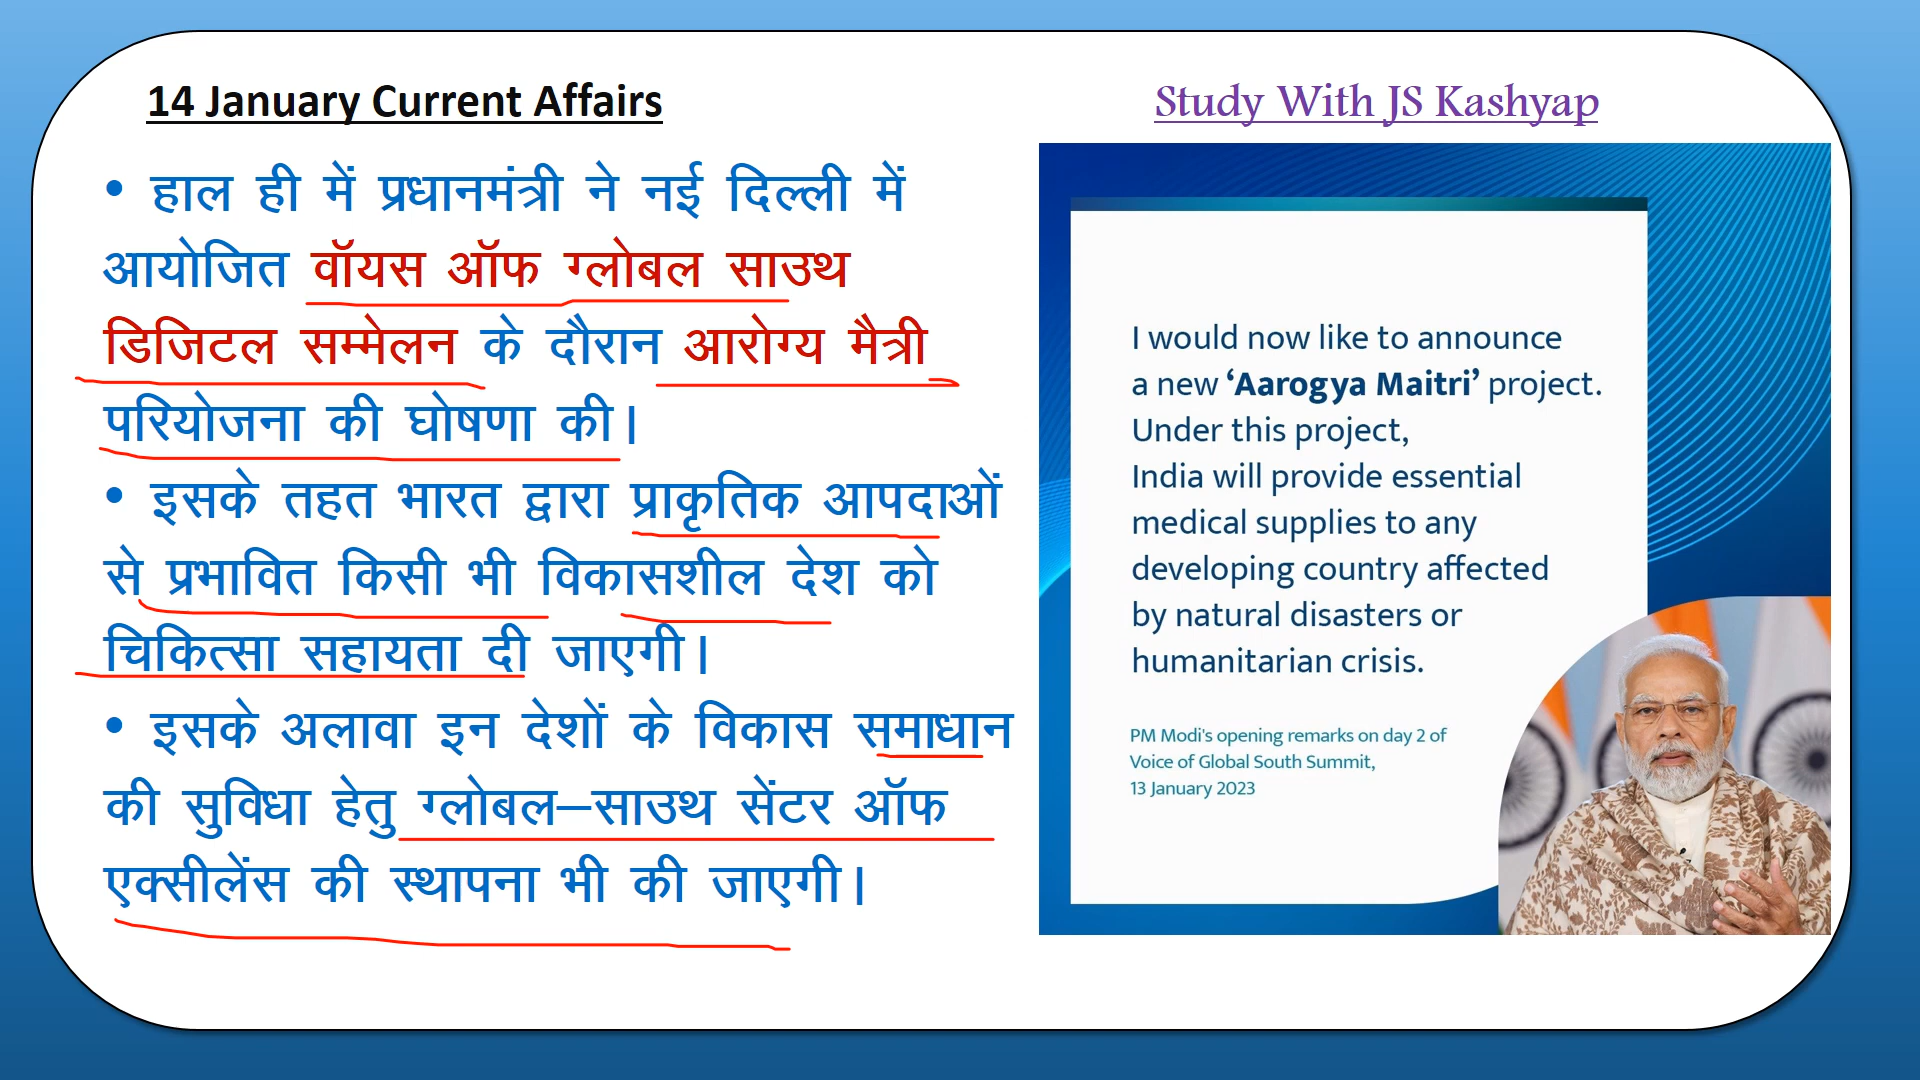 14 January Current Affairs
Study With JS Kashyap
• हाल ही में प्रधानमंत्री ने नई दिल्ली में
आयोजित वॉयस ऑफ ग्लोबल साउथ
डिजिटल सम्मेलन के दौरान आरोग्य मैत्री
परियोजना की घोषणा की।
• इसके तहत भारत द्वारा प्राकृतिक आपदाओं
से प्रभावित किसी भी विकासशील देश को
चिकित्सा सहायता दी जाएगी।
• इसके अलावा इन देशों के विकास समाधान
की सुविधा हेतु ग्लोबल–साउथ सेंटर ऑफ
एक्सीलेंस की स्थापना भी की जाएगी।
I would now like to announce
a new ‘Aarogya Maitri’ project.
Under this project,
India will provide essential
medical supplies to any
developing country affected
by natural disasters or
humanitarian crisis.
PM Modi's opening remarks on day 2 of
Voice of Global South Summit,
13 January 2023